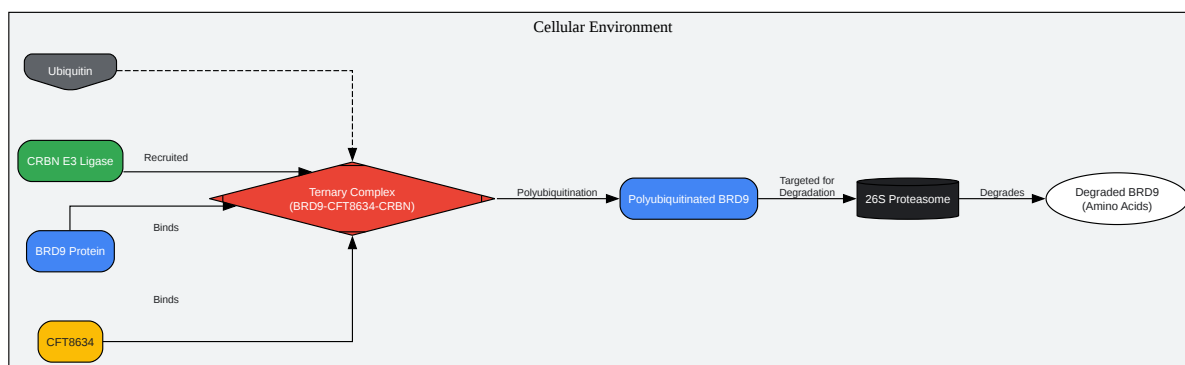 Cellular Environment
Ubiquitin
CRBN E3 Ligase
Recruited
BRD9 Protein
Binds
Binds
CFT8634
Ternary Complex
(BRD9-CFT8634-CRBN)
Polyubiquitination
Polyubiquitinated BRD9
Targeted for
Degradation
26S Proteasome
Degrades
Degraded BRD9
(Amino Acids)